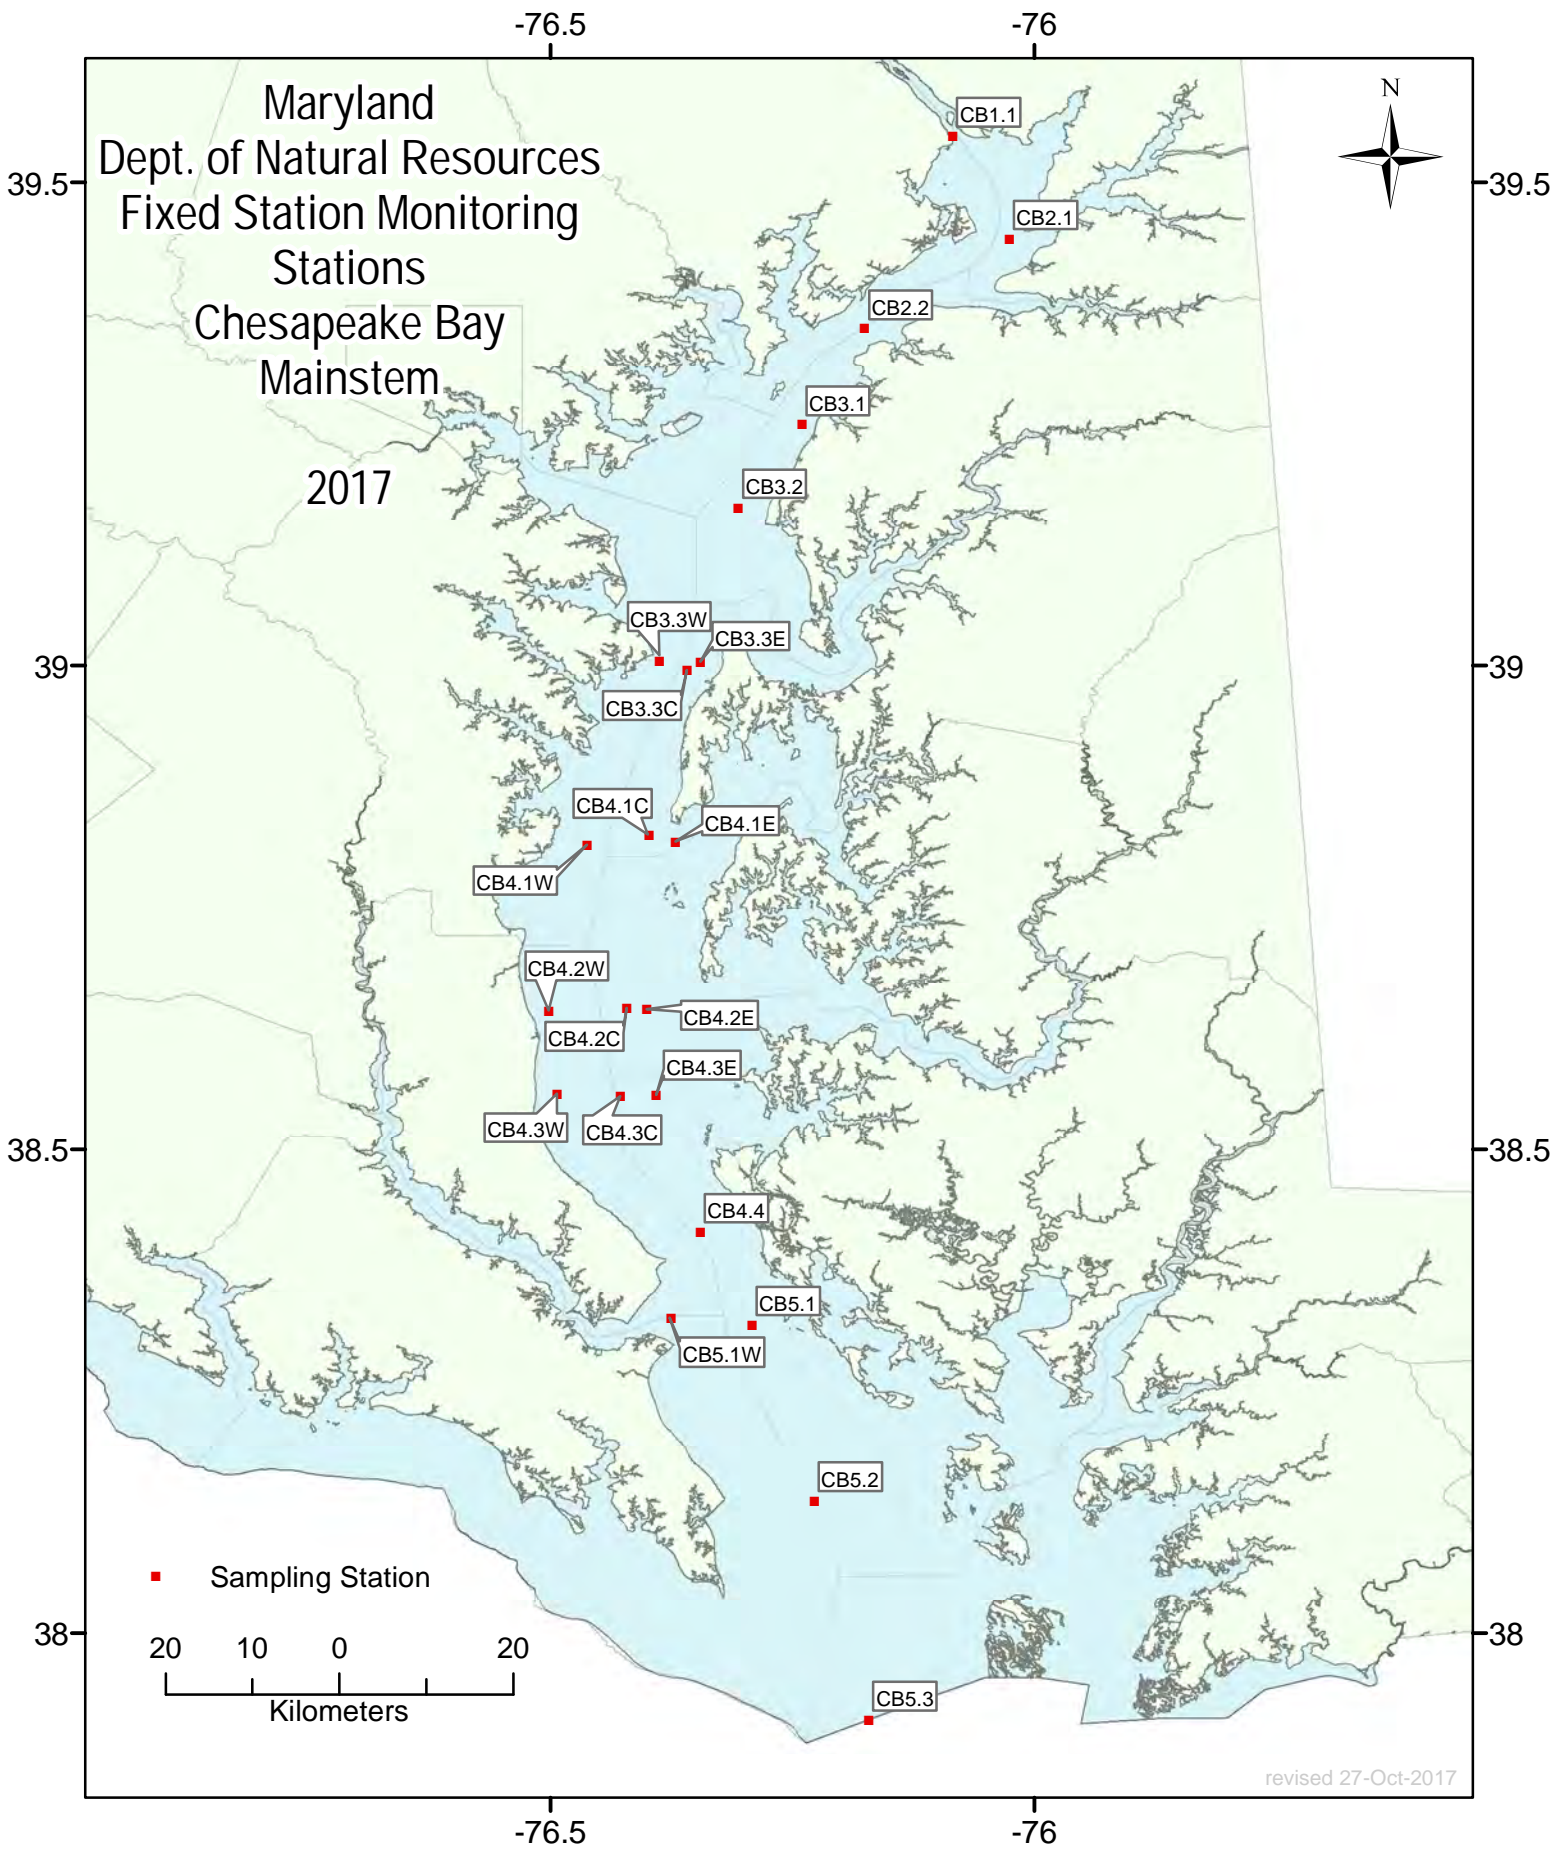 -76.5
-76
Maryland
Dept. of Natural Resources
Fixed Station Monitoring
Stations
Chesapeake Bay
Mainstem
2017
N
CB1.1
39.5
39.5
CB2.1
CB2.2
CB3.1
CB3.2
CB3.3W
CB3.3E
39
39
CB3.3C
CB4.1C
CB4.1E
CB4.1W
CB4.2W
CB4.2E
CB4.2C
CB4.3E
CB4.3W
CB4.3C
38.5
38.5
CB4.4
CB5.1
CB5.1W
CB5.2
Sampling Station
38
38
20 10 0 20
Kilometers
CB5.3
revised 27-Oct-2017
-76.5
-76